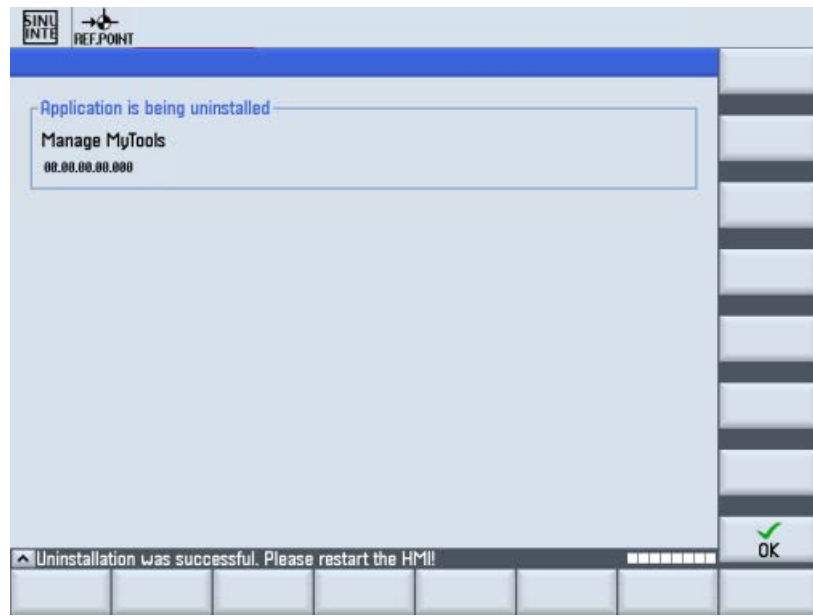 SINU
INTE
REF.POINT
Application is being uninstalled
Manage MyTools
00.00.00.00.000
Uninstallation was successful. Please restart the HMI!
OK